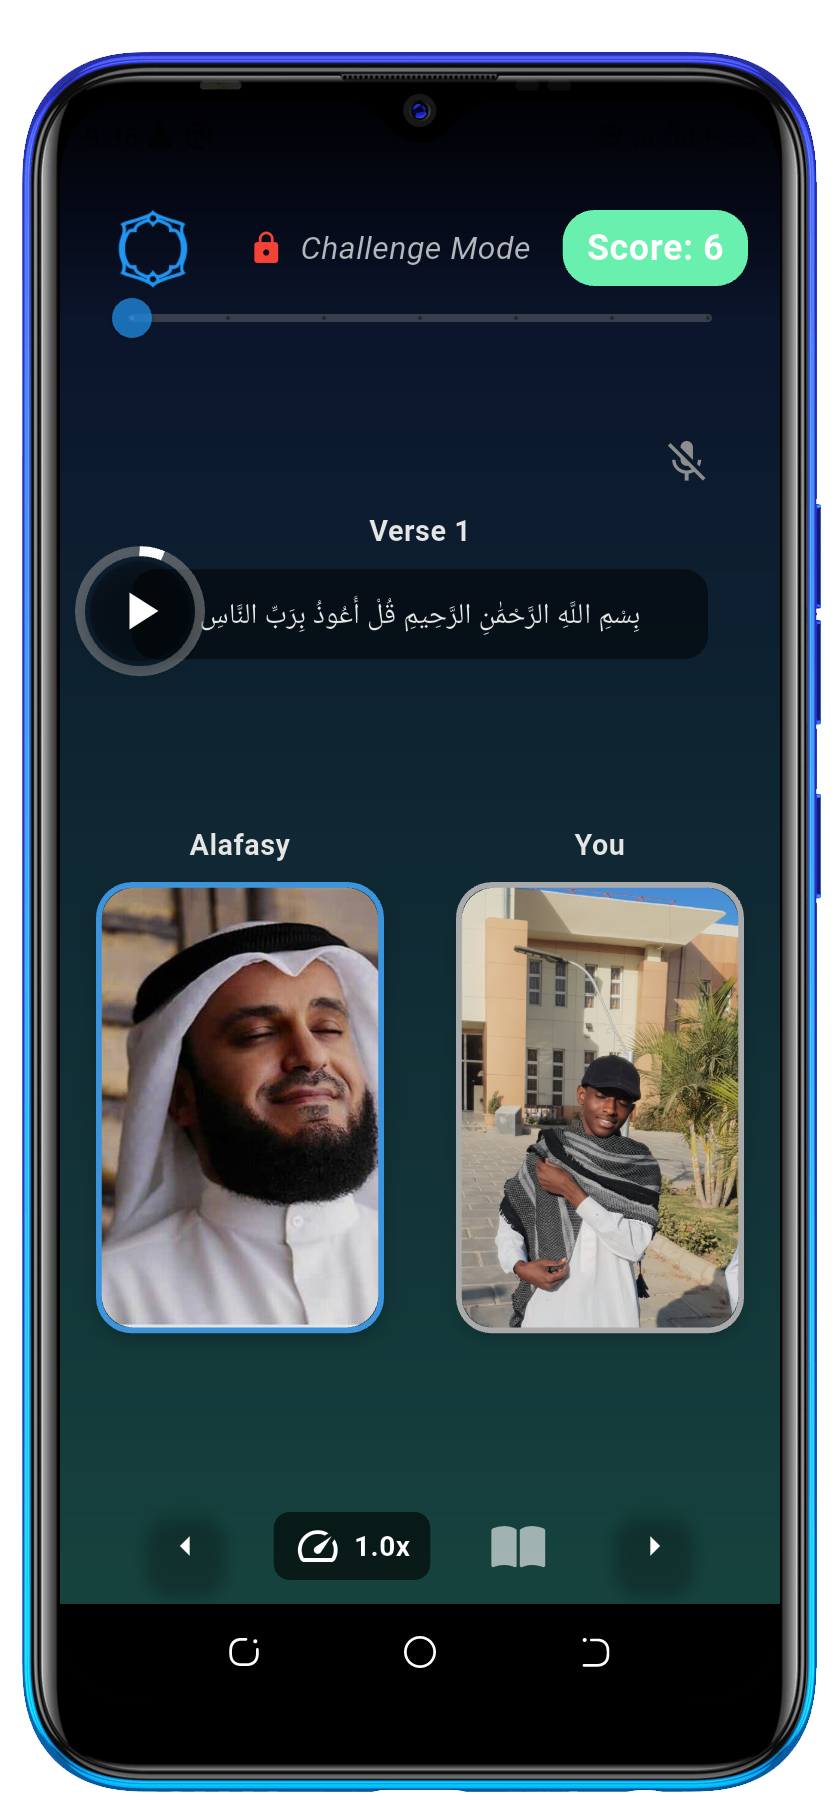 Challenge Mode
Score: 6
Verse 1
بِسْمِ اللَّهِ الرَّحْمَٰنِ الرَّحِيمِ قُلْ أَعُوذُ بِرَبِّ النَّاسِ
Alafasy
You
1.0x